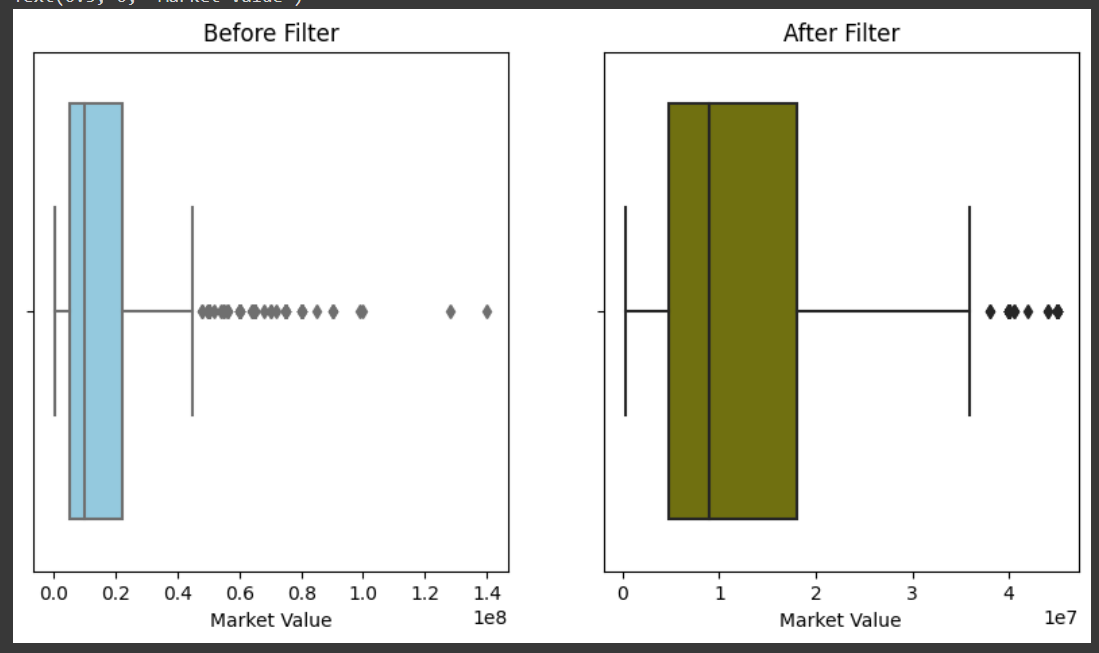 Before Filter
After Filter
0.0 0.2 0.4 0.6 0.8 1.0 1.2 1.4
1e8
Market Value
0 1 2 3 4
1e7
Market Value